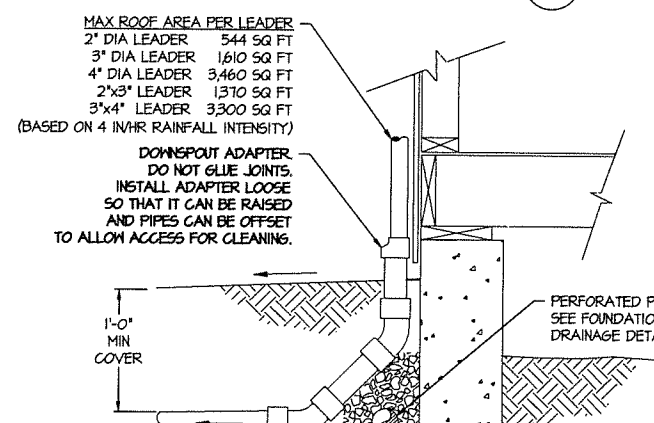 MAX ROOF AREA PER LEADER
2" DIA LEADER 544 SQ FT
3" DIA LEADER 1,610 SQ FT
4" DIA LEADER 3,460 SQ FT
2"x3" LEADER 1,370 SQ FT
3"x4" LEADER 3,300 SQ FT
(BASED ON 4 IN/HR RAINFALL INTENSITY)
DOWNSPOUT ADAPTER.
DO NOT GLUE JOINTS.
INSTALL ADAPTER LOOSE
SO THAT IT CAN BE RAISED
AND PIPES CAN BE OFFSET
TO ALLOW ACCESS FOR CLEANING.
1'-0"
MIN
COVER
PERFORATED P
SEE FOUNDATIO
DRAINAGE DETA